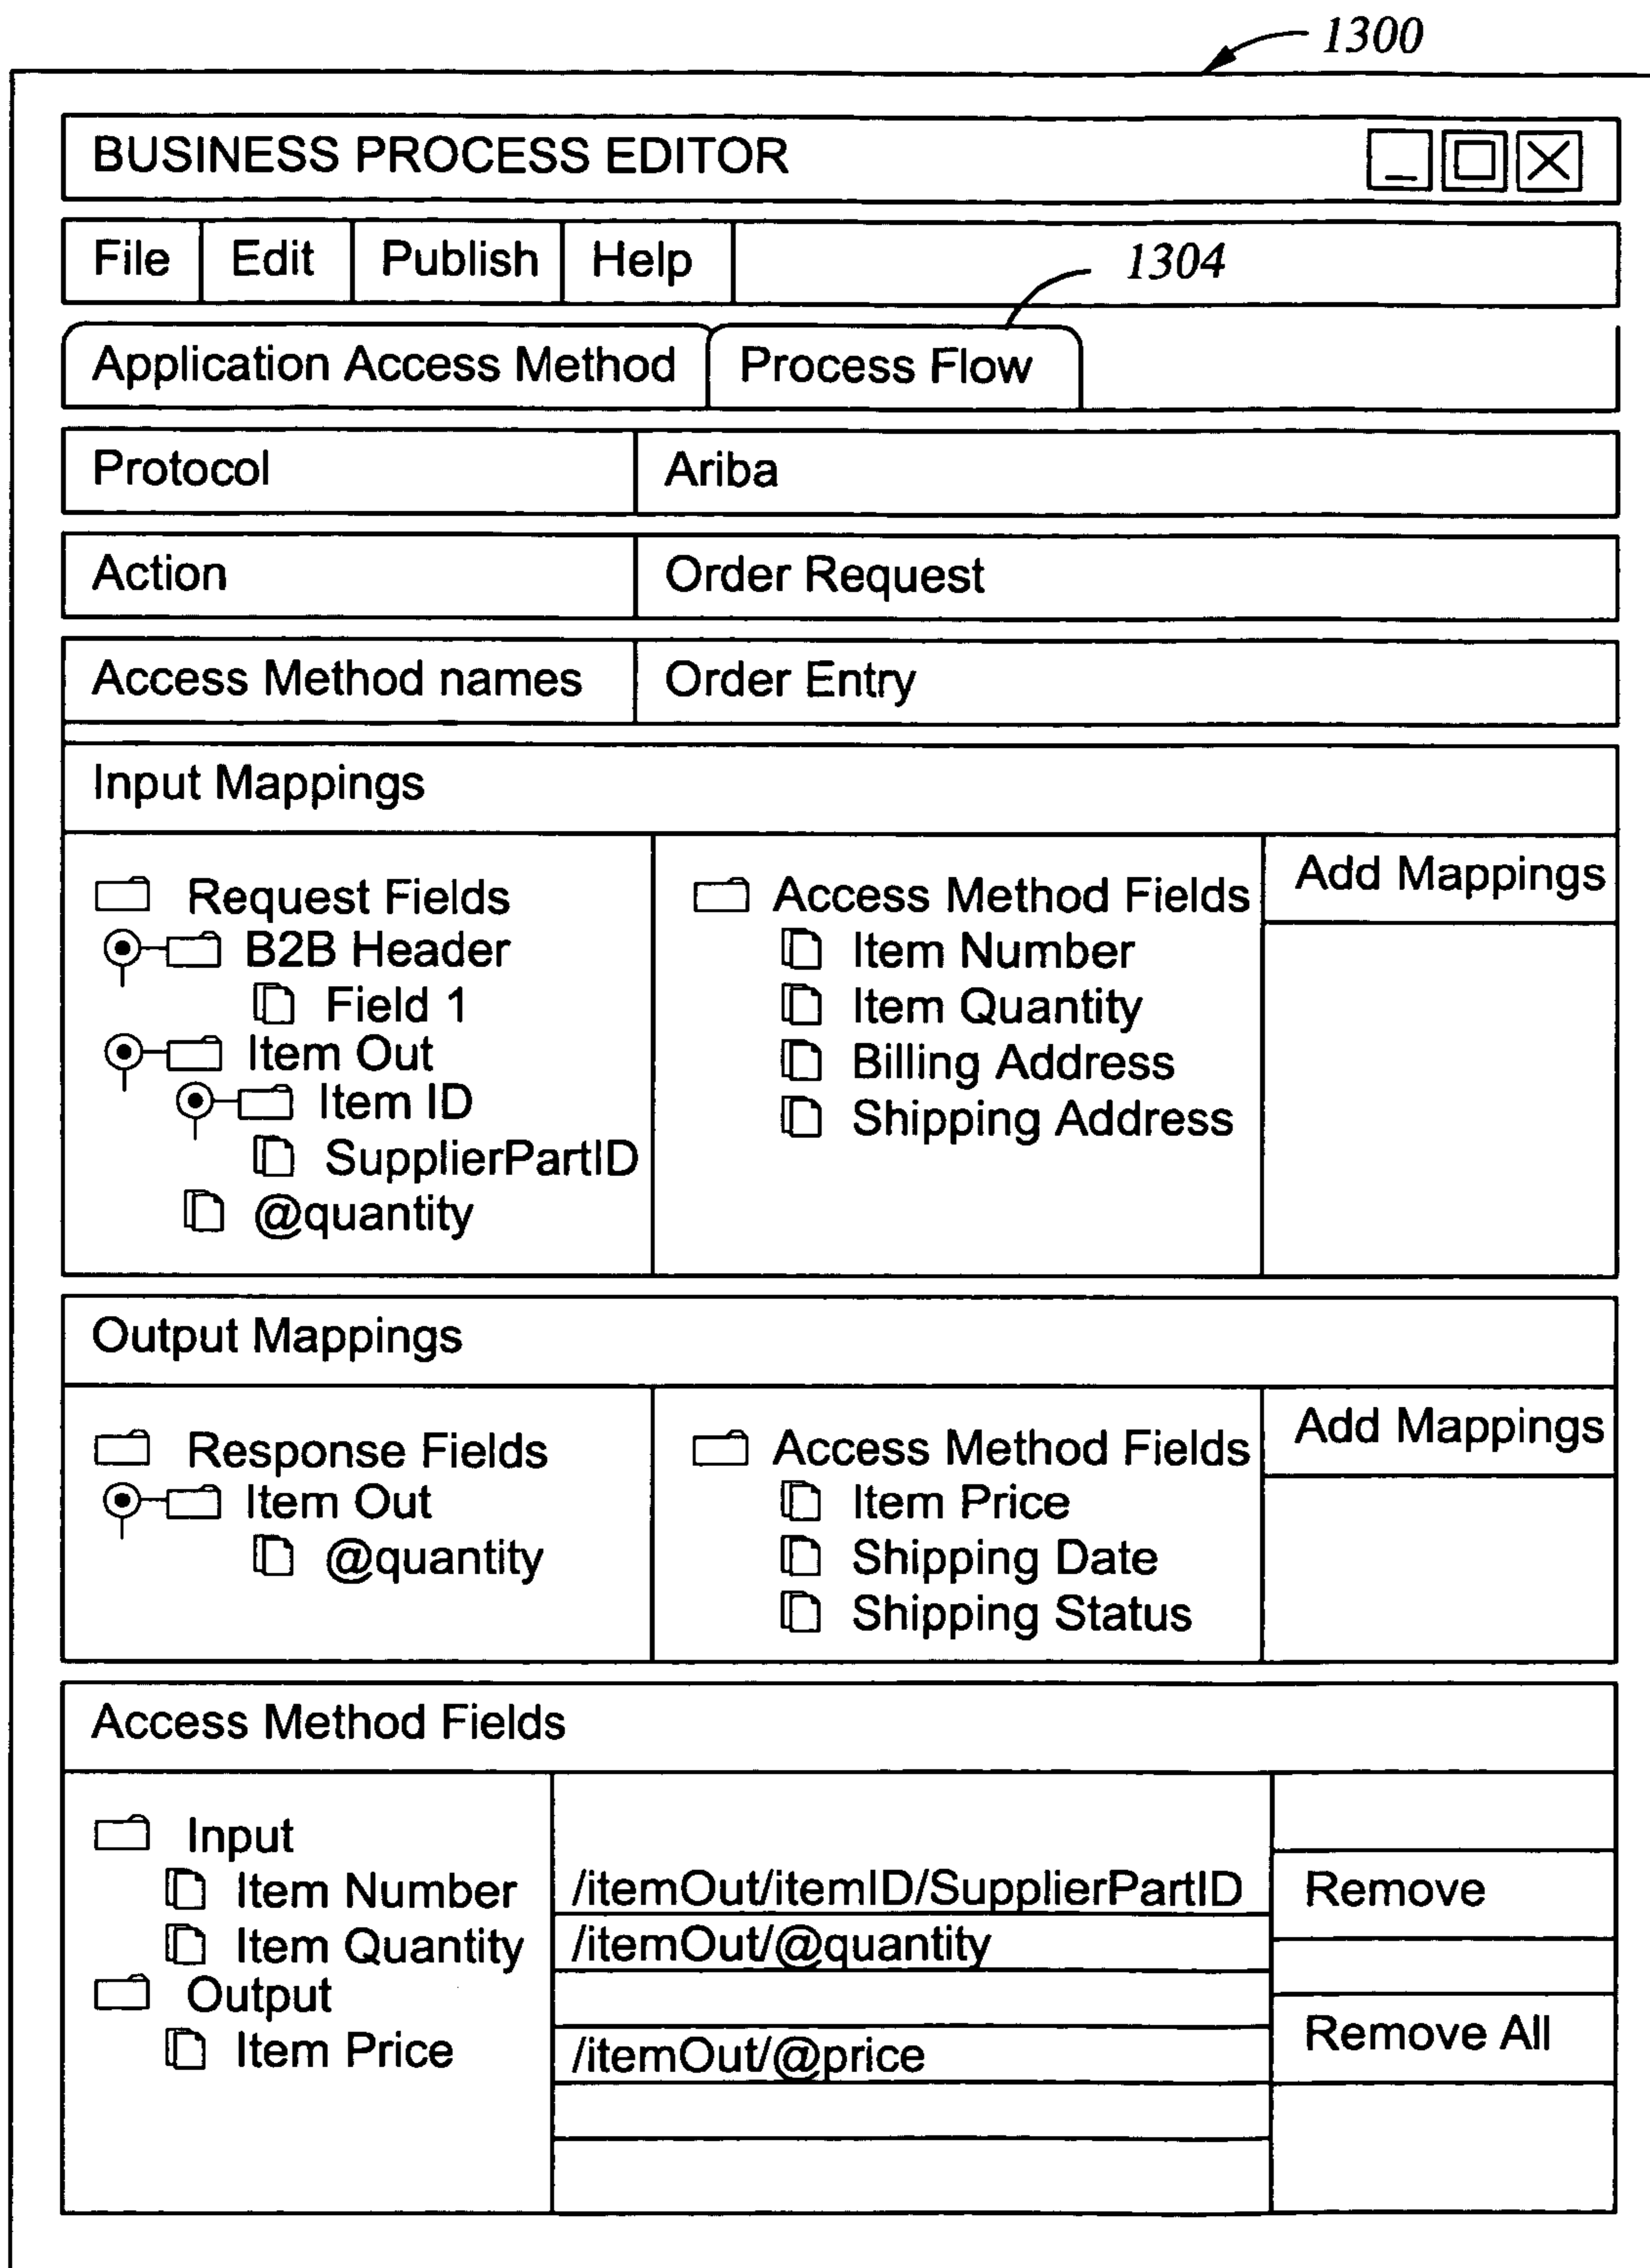 1300
BUSINESS PROCESS EDITOR
File Edit Publish Help
1304
Application Access Method Process Flow
Protocol Ariba
Action Order Request
Access Method names Order Entry
Input Mappings
Request Fields
B2B Header
Field 1
Item Out
Item ID
SupplierPartID
@quantity
Access Method Fields
Item Number
Item Quantity
Billing Address
Shipping Address
Add Mappings
Output Mappings
Response Fields
Item Out
@quantity
Access Method Fields
Item Price
Shipping Date
Shipping Status
Add Mappings
Access Method Fields
Input
Item Number /itemOut/itemID/SupplierPartID
Item Quantity /itemOut/@quantity
Output
Item Price /itemOut/@price
Remove
Remove All